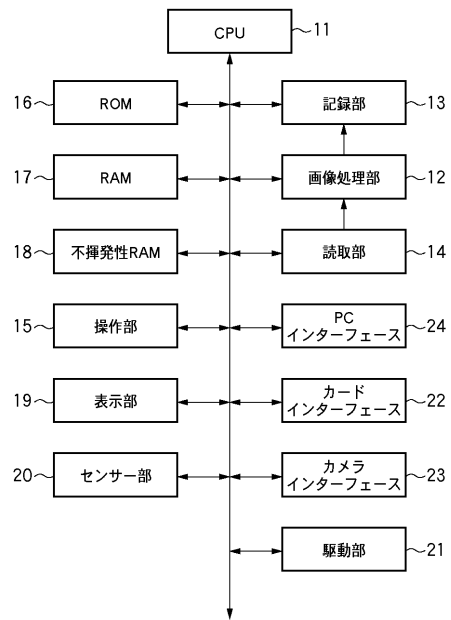 CPU 11
16 ROM
記録部 13
17 RAM
画像処理部 12
18 不揮発性RAM
読取部 14
15 操作部
PC
インターフェース 24
19 表示部
カード
インターフェース 22
20 センサー部
カメラ
インターフェース 23
駆動部 21